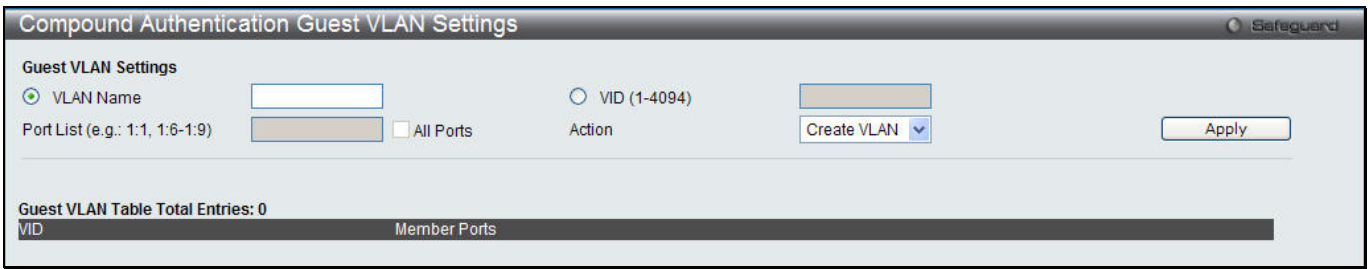 Compound Authentication Guest VLAN Settings
Safeguard
Guest VLAN Settings
VLAN Name
VID (1-4094)
Port List (e.g.: 1:1, 1:6-1:9)
All Ports
Action
Create VLAN
Apply
Guest VLAN Table Total Entries: 0
VID
Member Ports